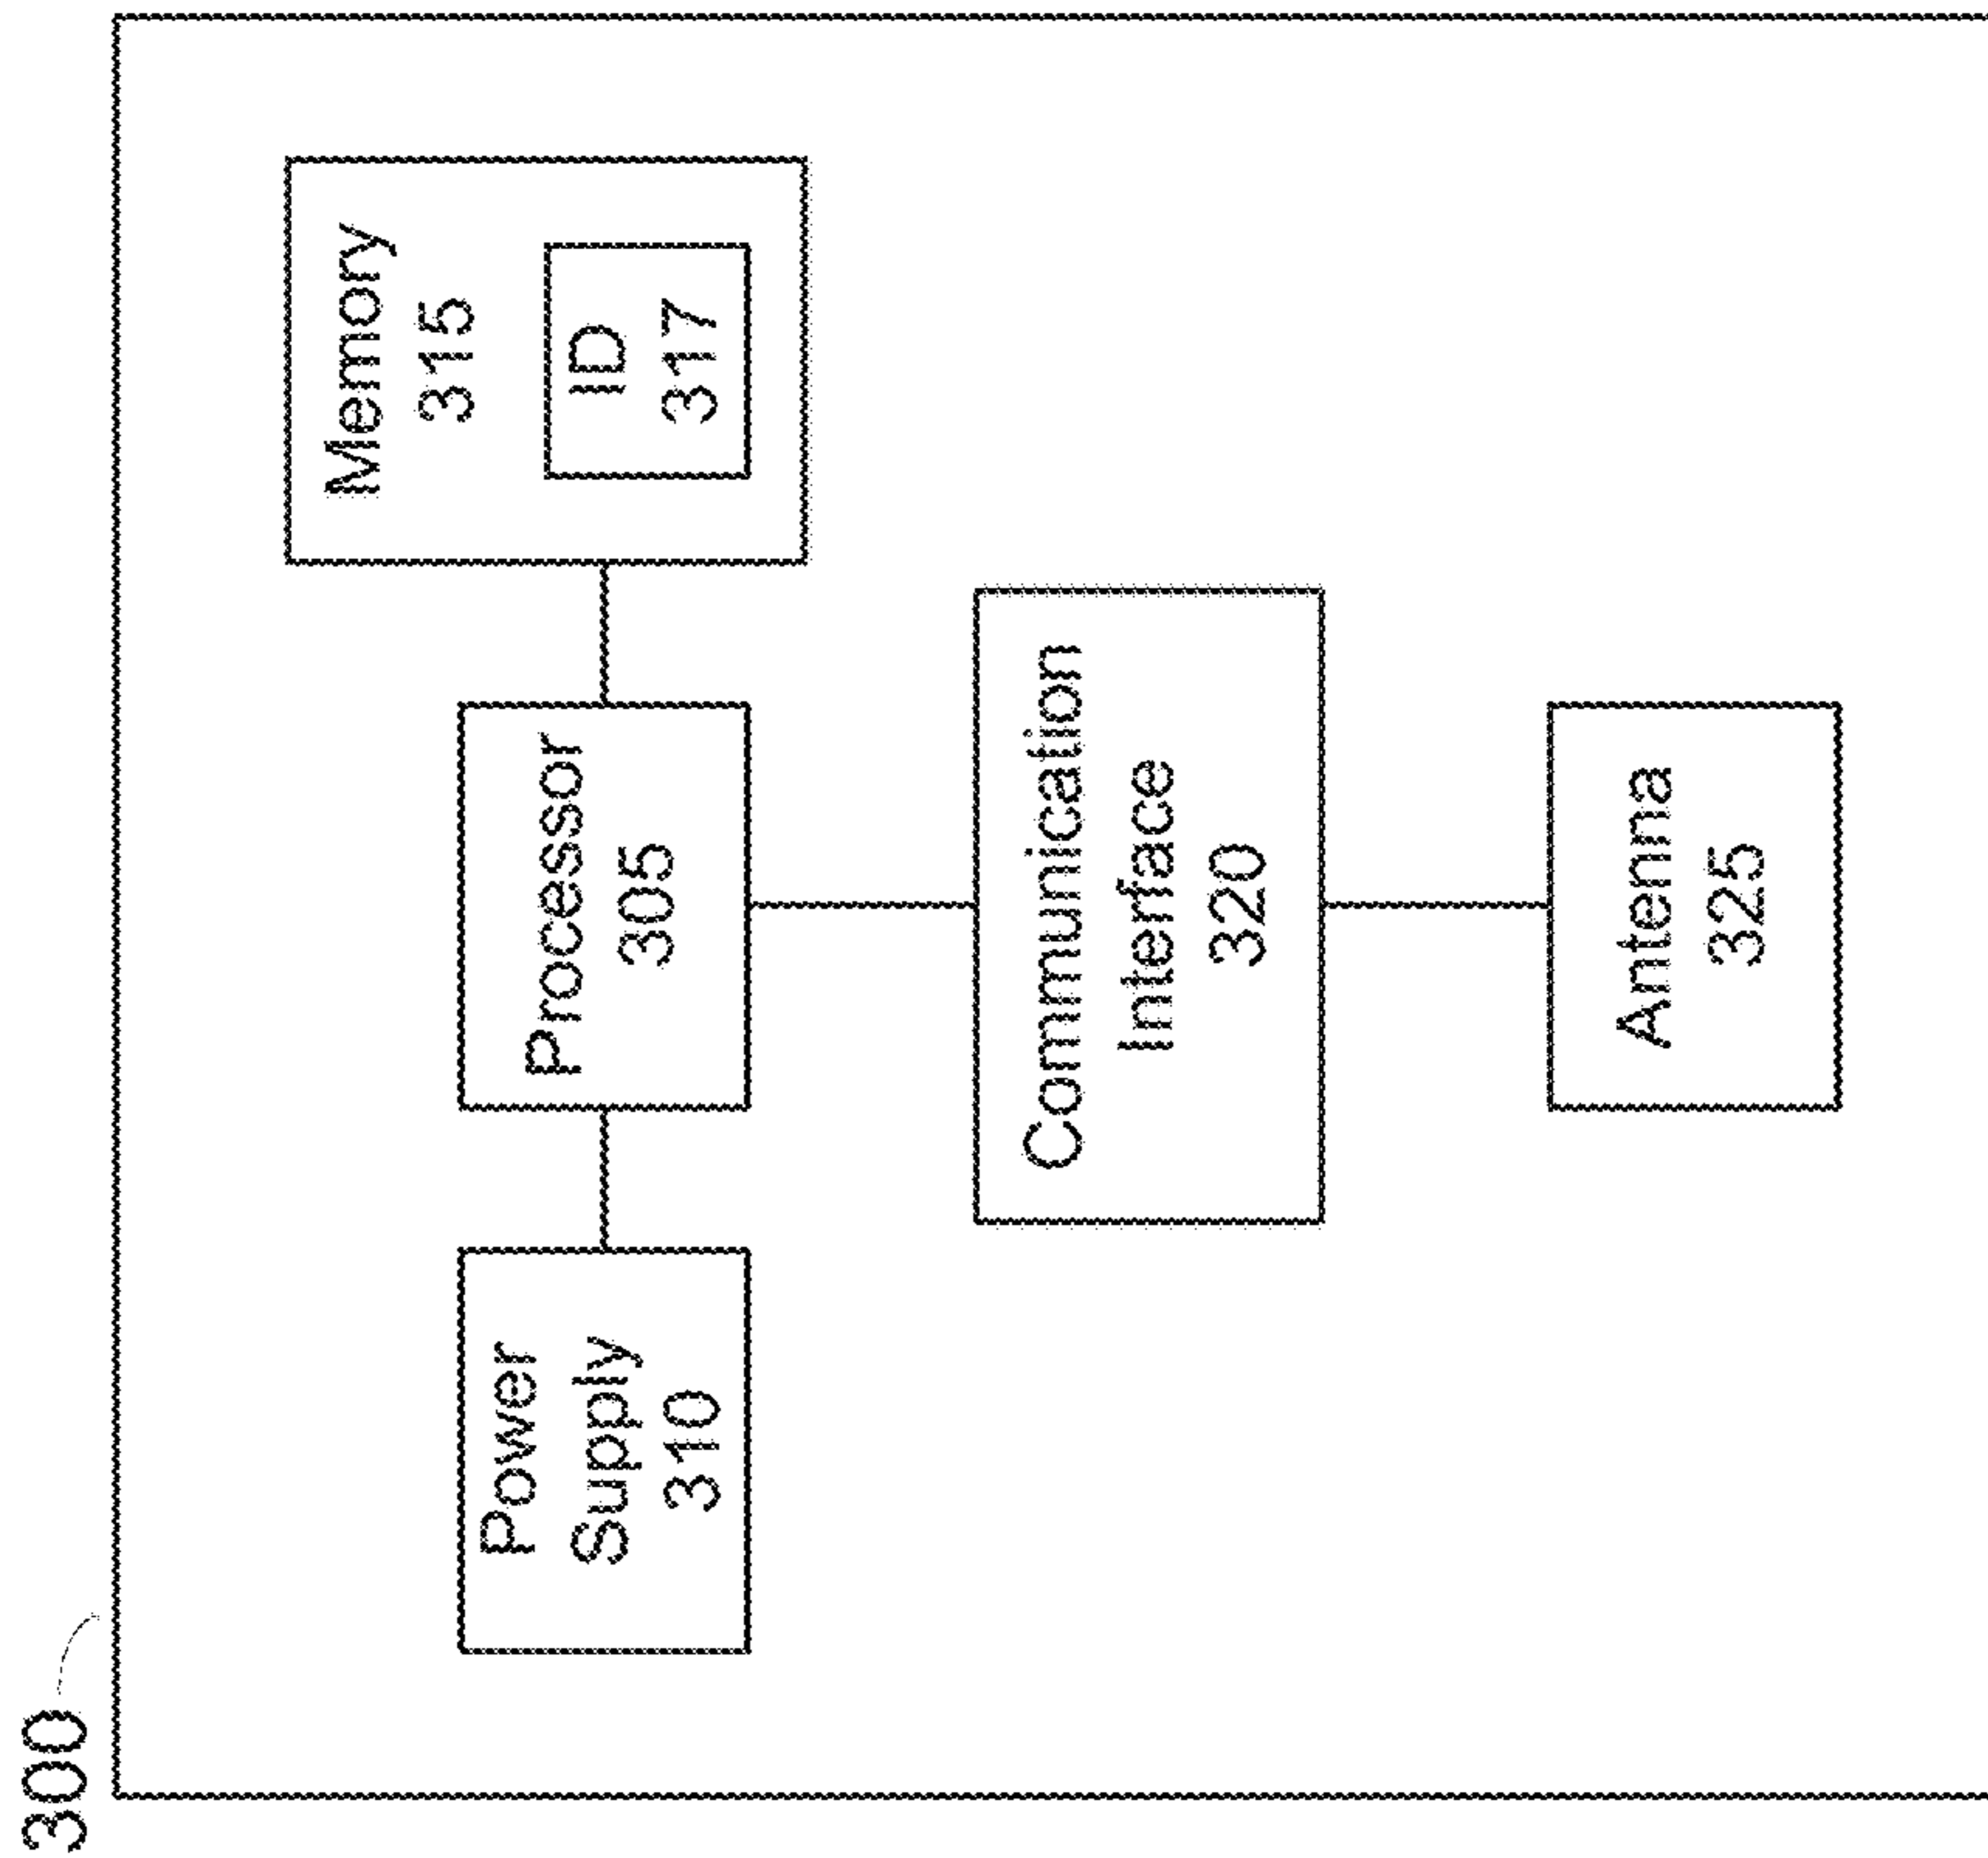 300
Power
Supply
310
Processor
305
Memory
315
ID
317
Communication
Interface
320
Antenna
325